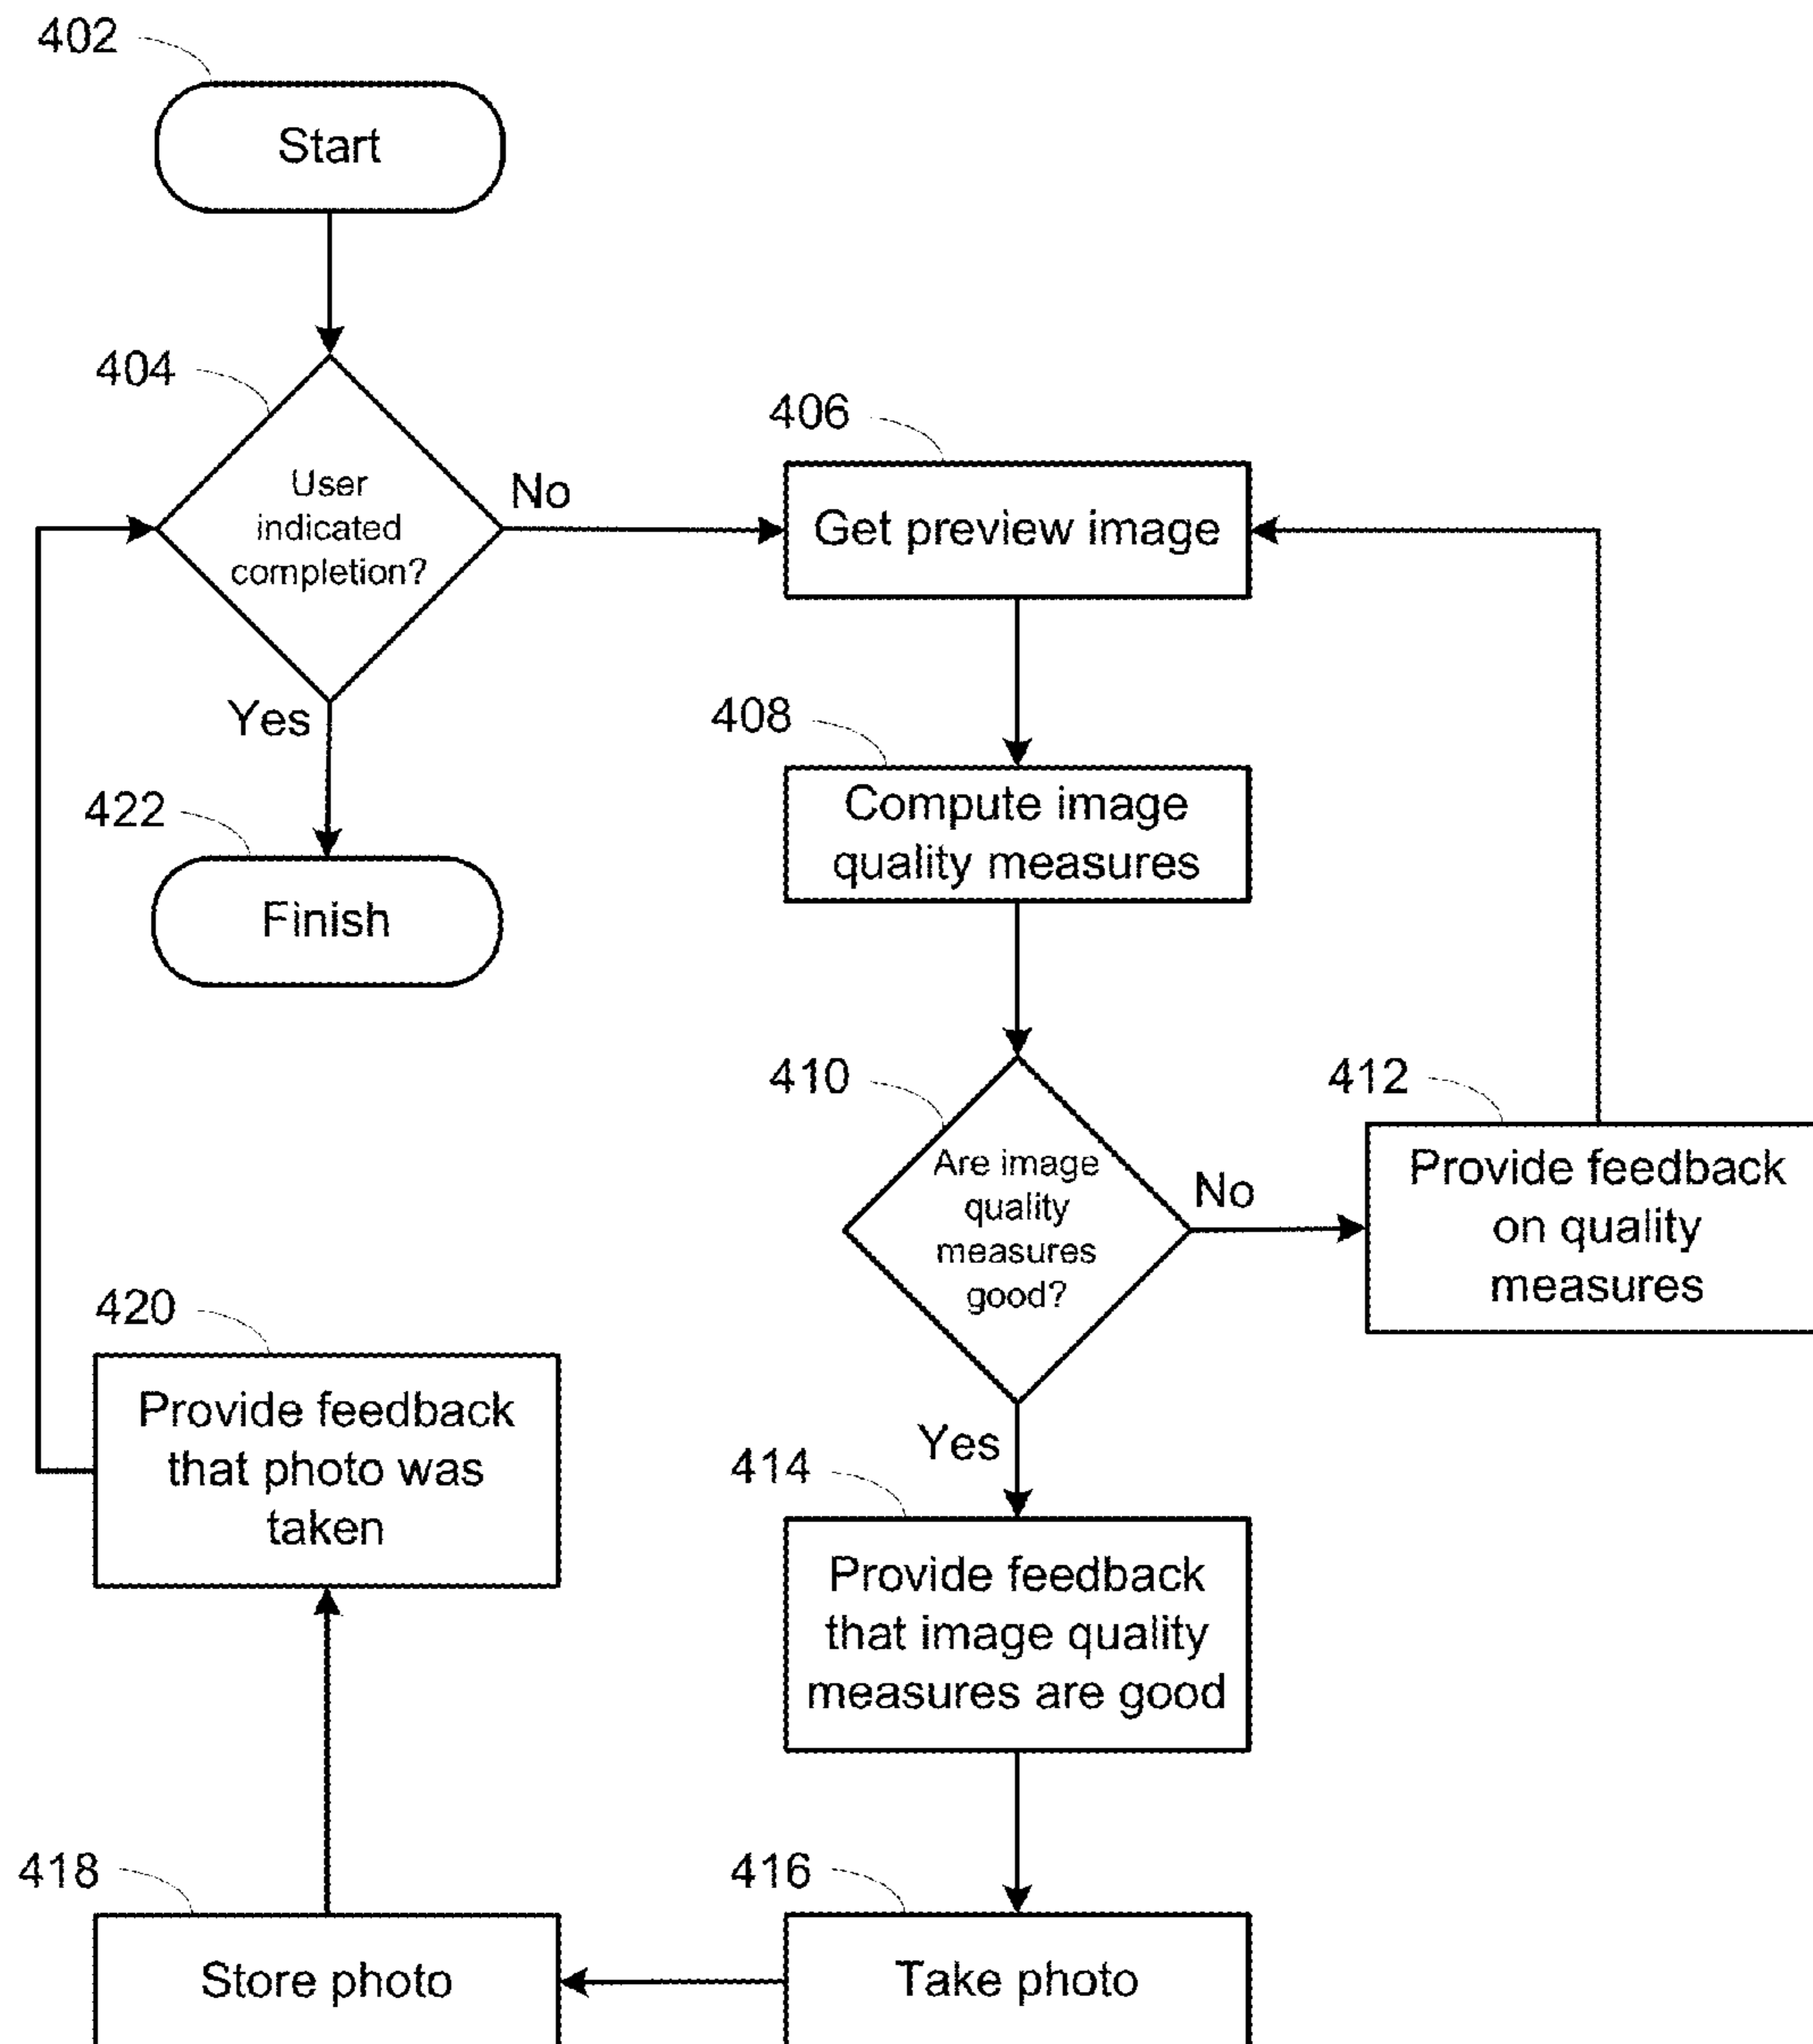 402
Start
404
User
indicated
completion?
No
Yes
406
Get preview image
408
Compute image
quality measures
422
Finish
410
Are image
quality
measures
good?
No
Yes
412
Provide feedback
on quality
measures
420
Provide feedback
that photo was
taken
414
Provide feedback
that image quality
measures are good
418
Store photo
416
Take photo